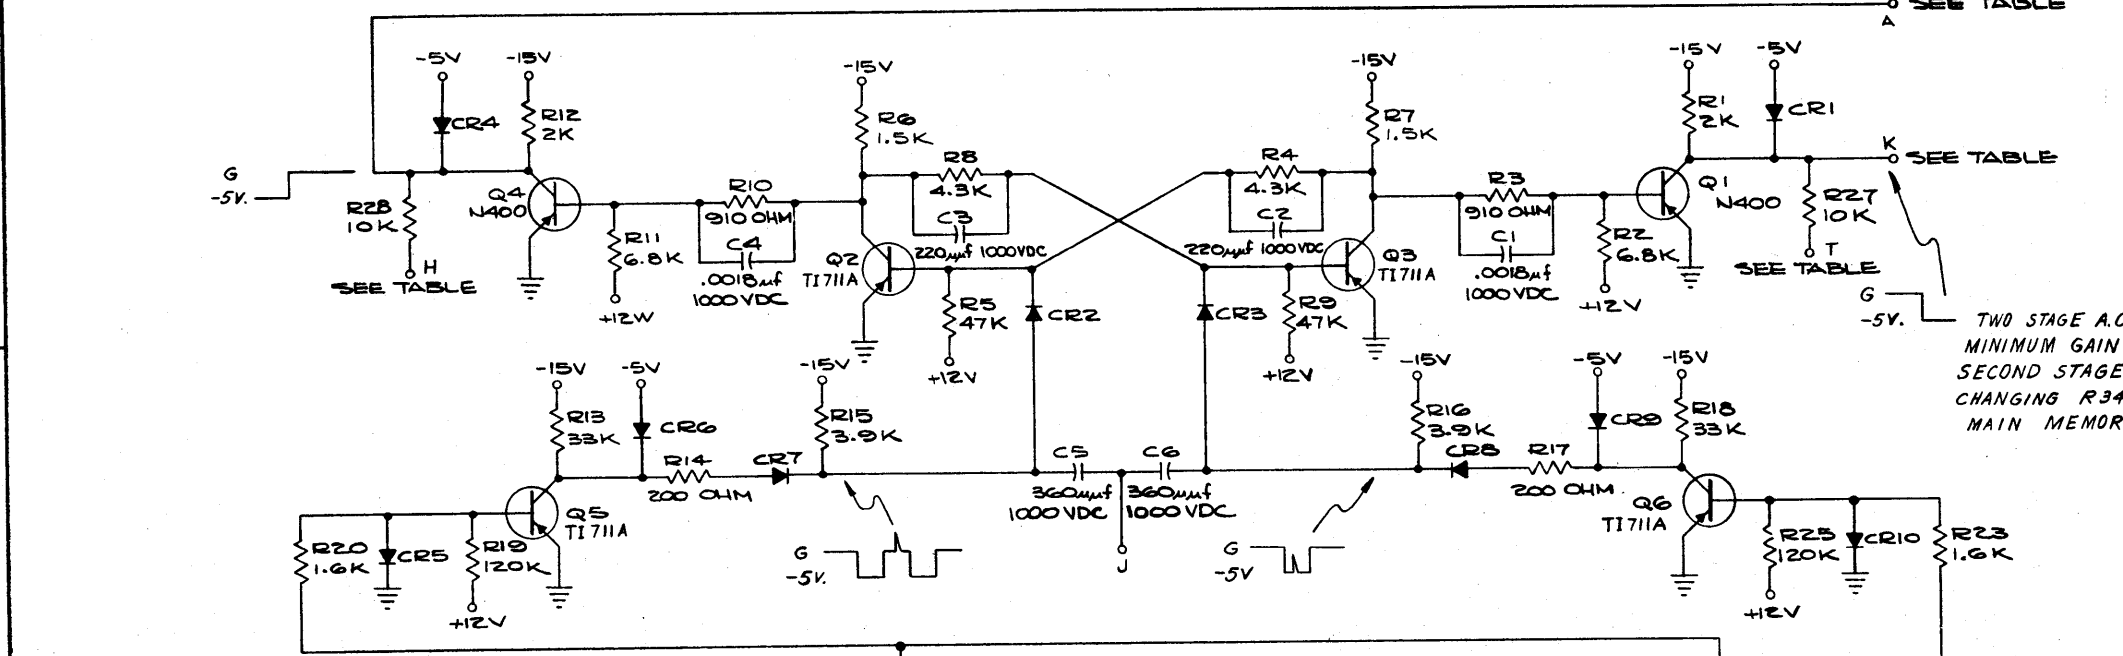 SEE TABLE
A
-5V
-15V
-15V
-15V
-15V
-5V
CR4
R12
2K
R6
1.5K
R7
1.5K
R1
2K
CR1
K
SEE TABLE
G
-5V.
R28
10K
H
SEE TABLE
Q4
N400
R10
910 OHM
C4
.0018μf
1000VDC
R11
6.8K
+12W
R8
4.3K
C3
220μμf 1000VDC
Q2
TI711A
R5
47K
+12V
CR2
R4
4.3K
C2
220μμf 1000VDC
Q3
TI711A
CR3
R9
47K
+12V
R3
910 OHM
C1
.0018μf
1000VDC
R2
6.8K
+12V
Q1
N400
R27
10K
T
SEE TABLE
G
-5V.
TWO STAGE A.C
MINIMUM GAIN
SECOND STAGE
CHANGING R34
MAIN MEMOR
-15V
-5V
-15V
-15V
-5V
-15V
R13
33K
CR6
R14
200 OHM
CR7
R15
3.9K
C5
360μμf
1000VDC
C6
360μμf
1000VDC
J
R16
3.9K
CR8
R17
200 OHM
CR9
R18
33K
Q5
TI711A
R20
1.6K
CR5
R19
120K
+12V
G
-5V.
G
-5V
Q6
TI711A
R25
120K
+12V
CR10
R23
1.6K